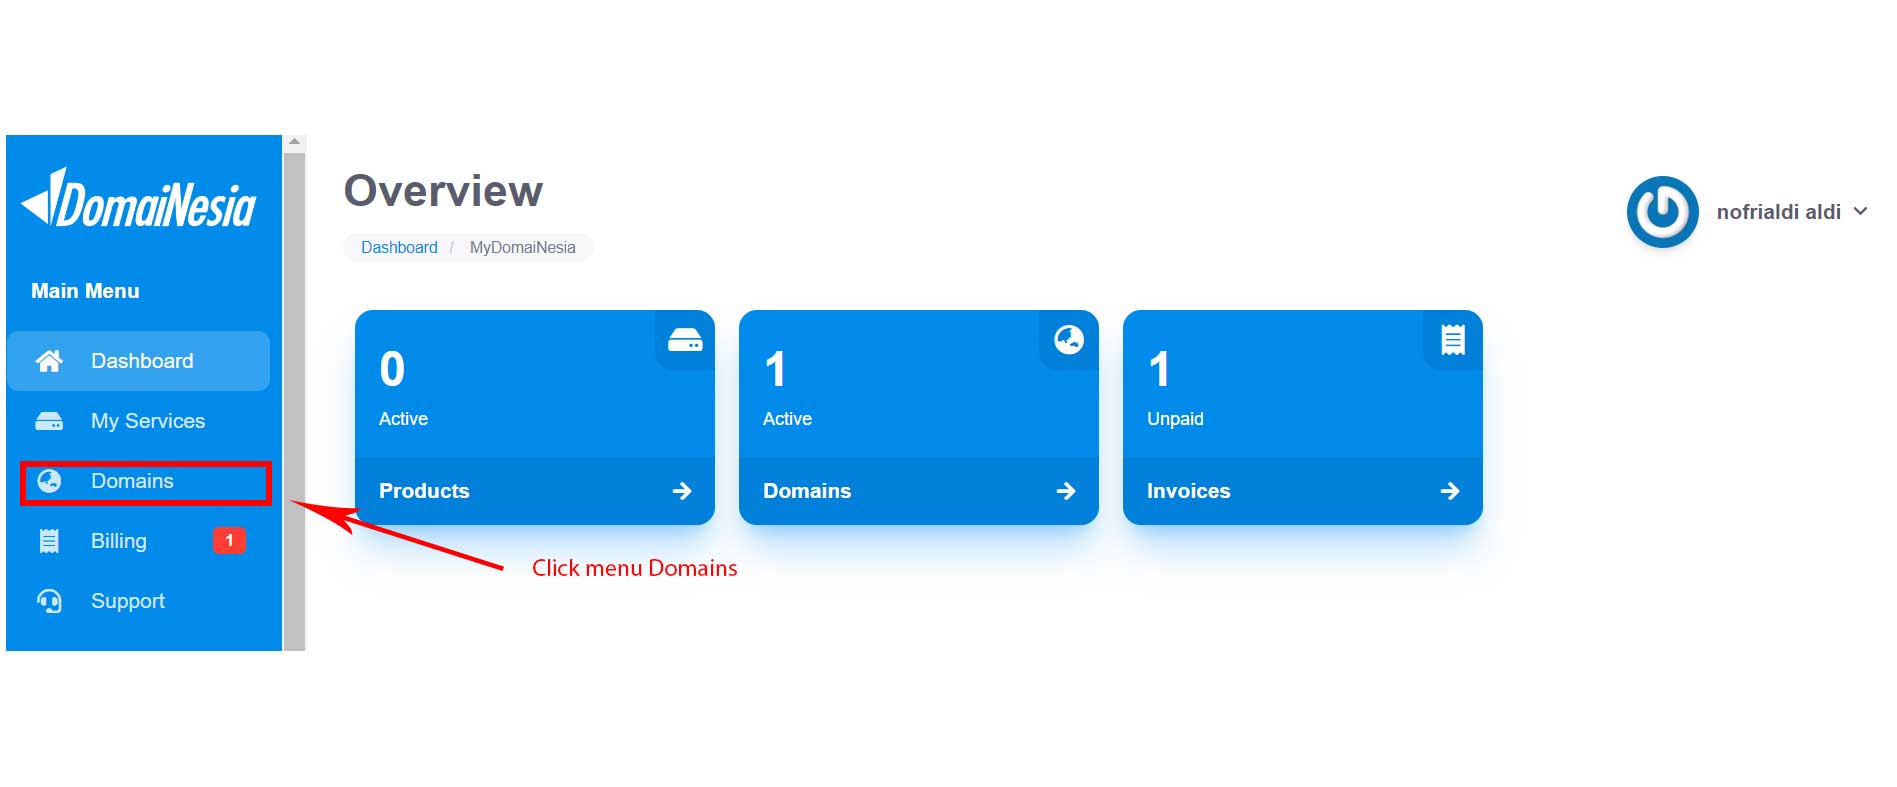 DomaiNesia
Main Menu
Dashboard
My Services
Domains
Billing 1
Support
Overview
Dashboard / MyDomaiNesia
nofrialdi aldi
0
Active
Products
1
Active
Domains
1
Unpaid
Invoices
Click menu Domains